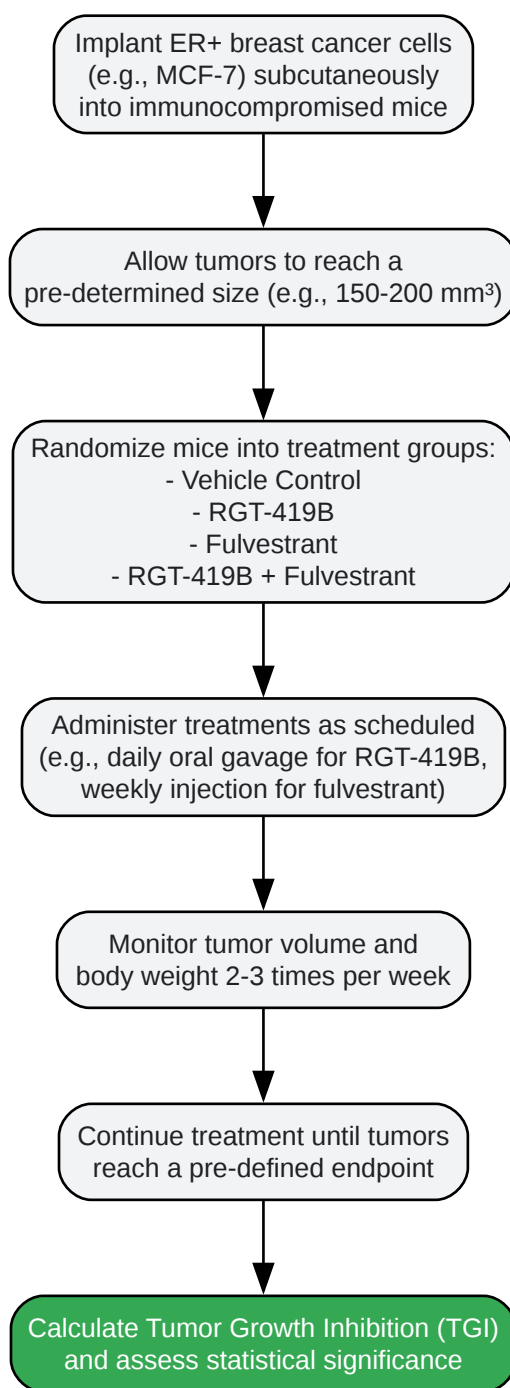 Implant ER+ breast cancer cells
(e.g., MCF-7) subcutaneously
into immunocompromised mice
Allow tumors to reach a
pre-determined size (e.g., 150-200 mm³)
Randomize mice into treatment groups:
- Vehicle Control
- RGT-419B
- Fulvestrant
- RGT-419B + Fulvestrant
Administer treatments as scheduled
(e.g., daily oral gavage for RGT-419B,
weekly injection for fulvestrant)
Monitor tumor volume and
body weight 2-3 times per week
Continue treatment until tumors
reach a pre-defined endpoint
Calculate Tumor Growth Inhibition (TGI)
and assess statistical significance